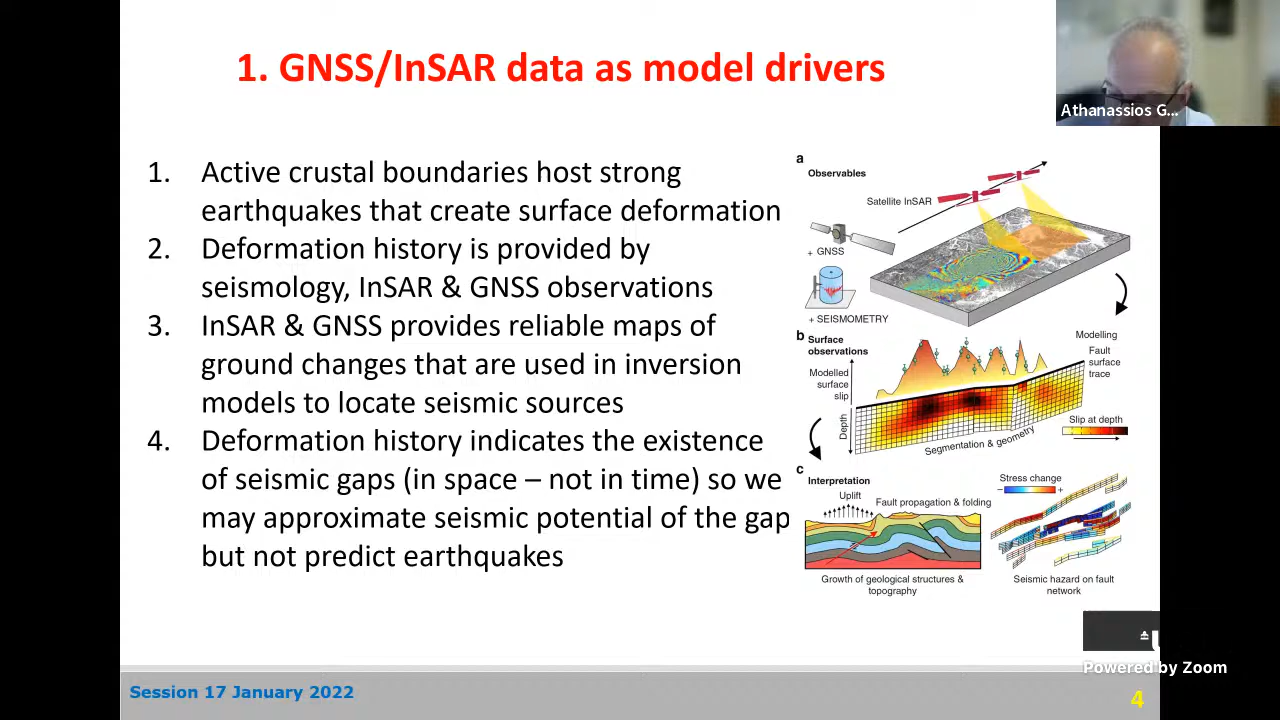 1. GNSS/InSAR data as model drivers
Athanassios G...
1. Active crustal boundaries host strong
earthquakes that create surface deformation
2. Deformation history is provided by
seismology, InSAR & GNSS observations
3. InSAR & GNSS provides reliable maps of
ground changes that are used in inversion
models to locate seismic sources
4. Deformation history indicates the existence
of seismic gaps (in space – not in time) so we
may approximate seismic potential of the gap
but not predict earthquakes
a
Observables
Satellite InSAR
+ GNSS
+ SEISMOMETRY
Modelling
b Surface
observations
Modelled
surface
slip
Fault
surface
trace
Depth
Slip at depth
Segmentation & geometry
c
Interpretation
Uplift
Fault propagation & folding
Stress change
– +
Growth of geological structures &
topography
Seismic hazard on fault
network
Powered by Zoom
Session 17 January 2022
4